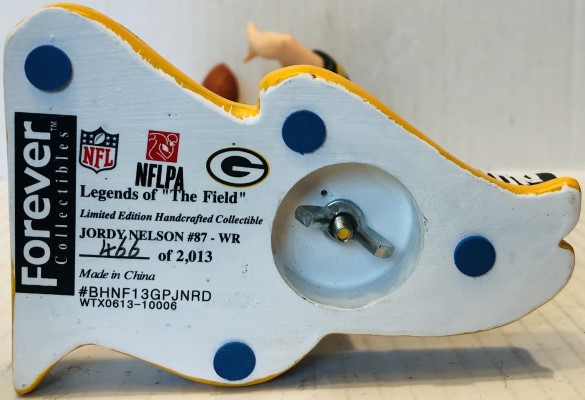 Forever™
Collectibles
NFL
NFLPA
G
Legends of "The Field"
Limited Edition Handcrafted Collectible
JORDY NELSON #87 - WR
466 of 2,013
Made in China
#BHNF13GPJNRD
WTX0613-10006